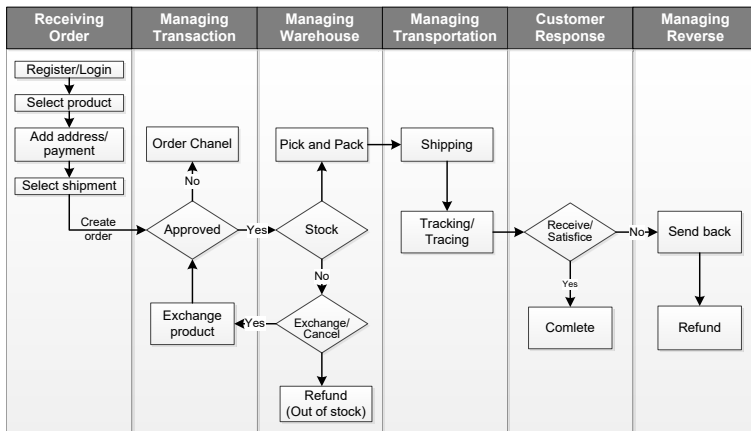 Receiving
Order
Managing
Transaction
Managing
Warehouse
Managing
Transportation
Customer
Response
Managing
Reverse
Register/Login
Select product
Add address/
payment
Select shipment
Create
order
Order Chanel
No
Approved
Yes
Exchange
product
Pick and Pack
Stock
No
Yes
Exchange/
Cancel
Refund
(Out of stock)
Shipping
Tracking/
Tracing
Receive/
Satisfice
No
Yes
Comlete
Send back
Refund